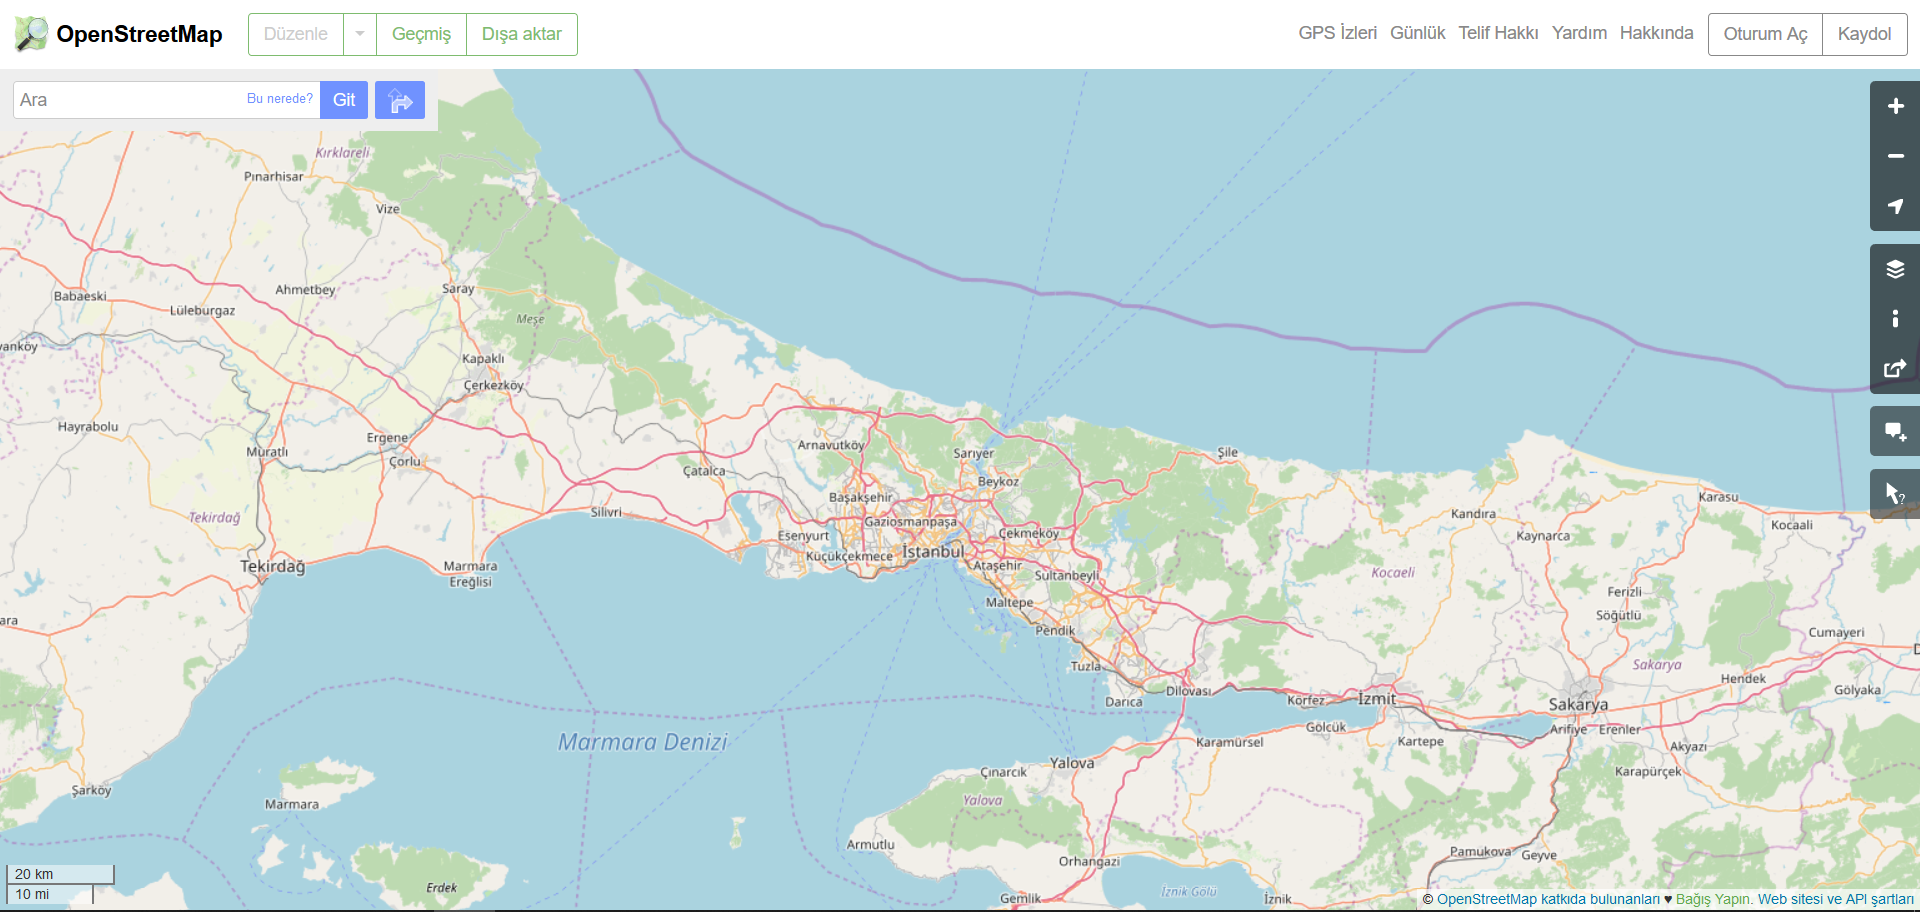 OpenStreetMap
Düzenle
Geçmiş
Dışa aktar
GPS İzleri
Günlük
Telif Hakkı
Yardım
Hakkında
Oturum Aç
Kaydol
Ara
Bu nerede?
Git
Kırklareli
Pınarhisar
Vize
Babaeski
Ahmetbey
Saray
Lüleburgaz
Meşe
Kapaklı
Çerkezköy
Hayrabolu
Muratlı
Ergene
Çorlu
Çatalca
Arnavutköy
Sarıyer
Şile
Beykoz
Başakşehir
Silivri
Tekirdağ
Gaziosmanpaşa
Karasu
Kandıra
Kocaali
Esenyurt
Çekmeköy
Kaynarca
Küçükçekmece
İstanbul
Ataşehir
Tekirdağ
Marmara
Ereğlisi
Sultanbeyli
Kocaeli
Ferizli
Maltepe
Söğütlü
Pendik
Cumayeri
Tuzla
Sakarya
Hendek
Dilovası
Gölyaka
Darıca
Körfez
İzmit
Sakarya
Gölcük
Arifiye
Erenler
Marmara Denizi
Karamürsel
Kartepe
Akyazı
Yalova
Çınarcık
Karapürçek
Şarköy
Marmara
Yalova
Armutlu
Orhangazi
Pamukova
Geyve
Erdek
İznik Gölü
Gemlik
İznik
20 km
10 mi
© OpenStreetMap katkıda bulunanları ♥ Bağış Yapın. Web sitesi ve API şartları